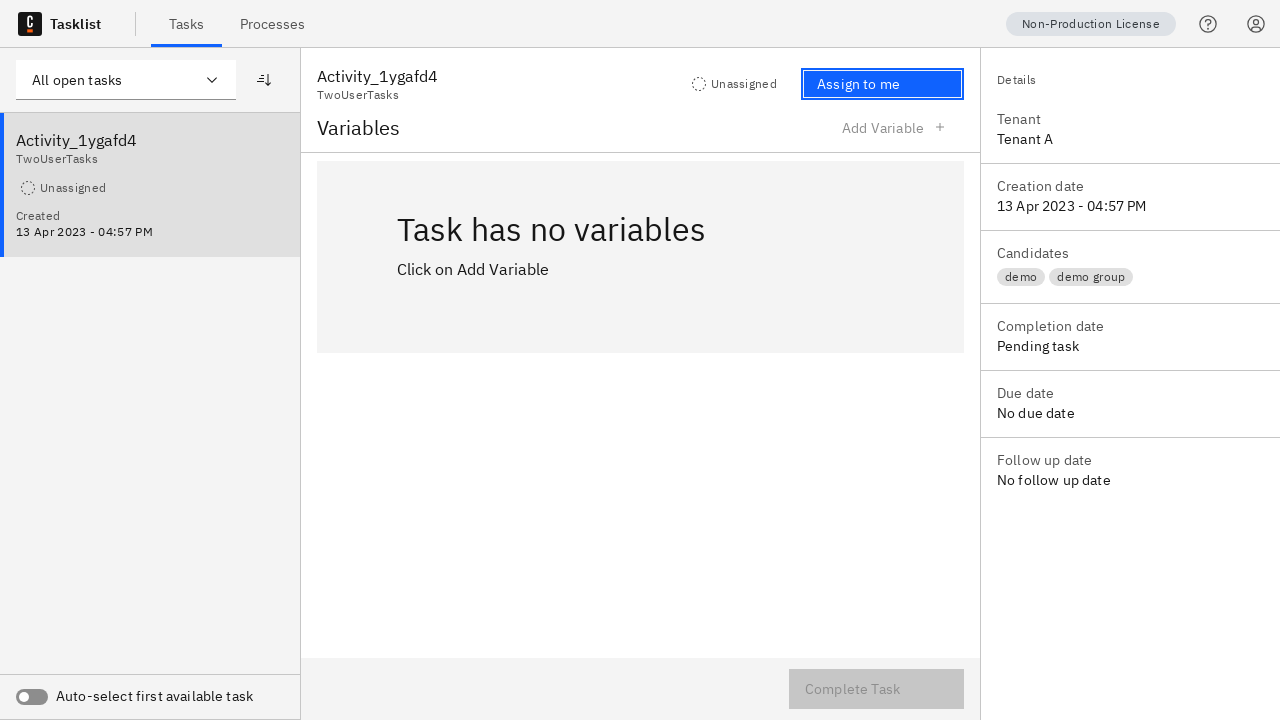 Tasklist
Tasks
Processes
Non-Production License
All open tasks
Activity_1ygafd4
TwoUserTasks
Unassigned
Created
13 Apr 2023 - 04:57 PM
Auto-select first available task
Activity_1ygafd4
TwoUserTasks
Unassigned
Assign to me
Variables
Add Variable
Task has no variables
Click on Add Variable
Complete Task
Details
Tenant
Tenant A
Creation date
13 Apr 2023 - 04:57 PM
Candidates
demo demo group
Completion date
Pending task
Due date
No due date
Follow up date
No follow up date